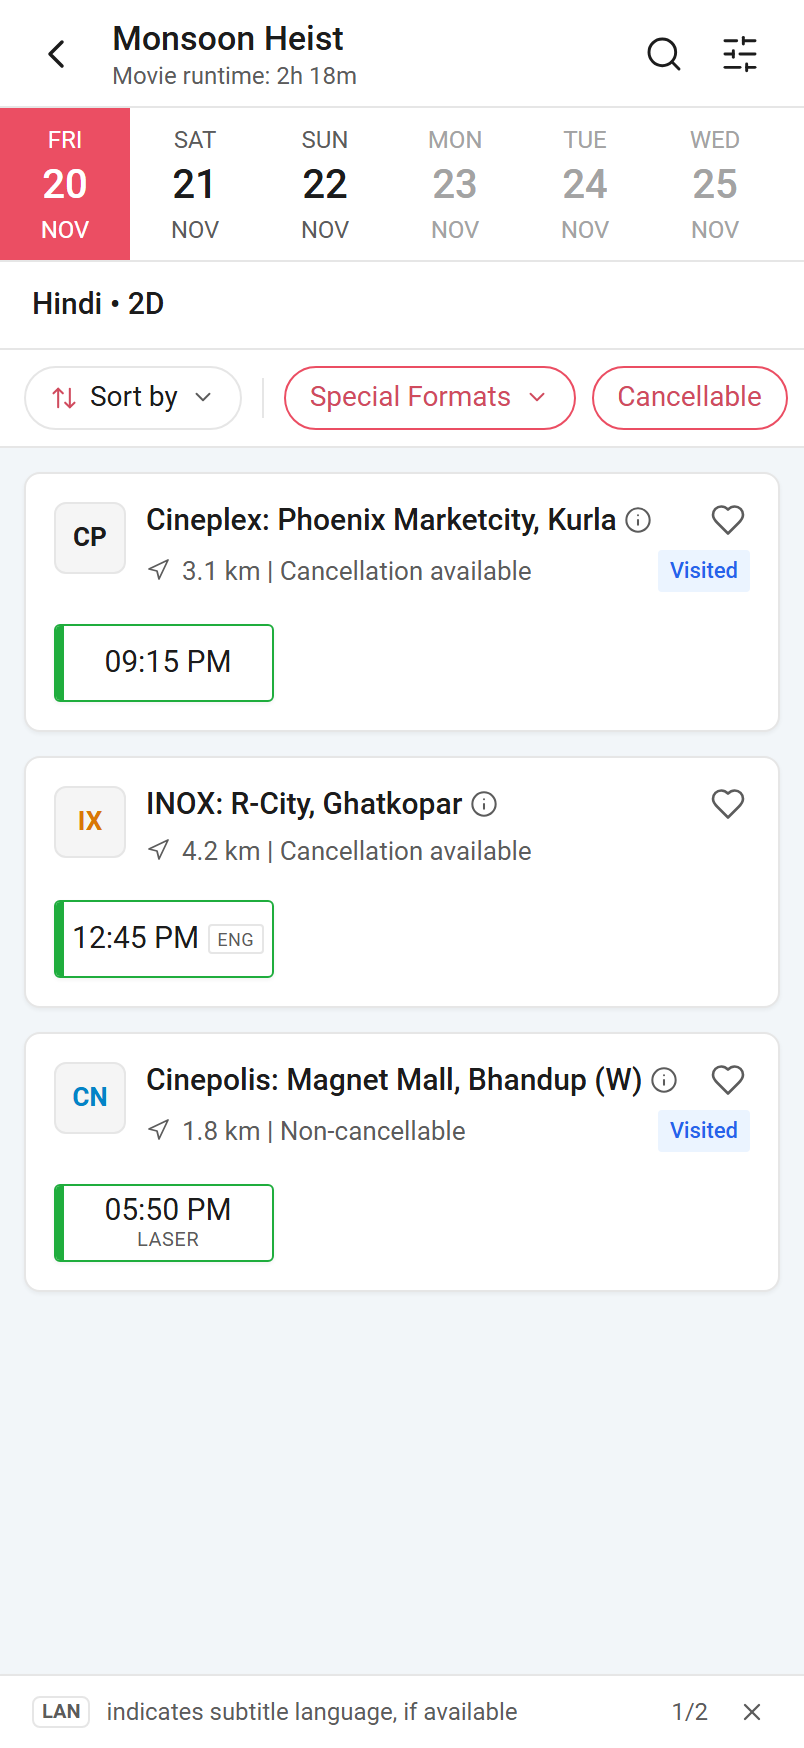 Monsoon Heist
Movie runtime: 2h 18m
FRI SAT SUN MON TUE WED
20 21 22 23 24 25
NOV NOV NOV NOV NOV NOV
Hindi • 2D
Sort by Special Formats Cancellable
CP
Cineplex: Phoenix Marketcity, Kurla
3.1 km | Cancellation available
Visited
09:15 PM
IX
INOX: R-City, Ghatkopar
4.2 km | Cancellation available
12:45 PM ENG
CN
Cinepolis: Magnet Mall, Bhandup (W)
1.8 km | Non-cancellable
Visited
05:50 PM
LASER
LAN indicates subtitle language, if available 1/2